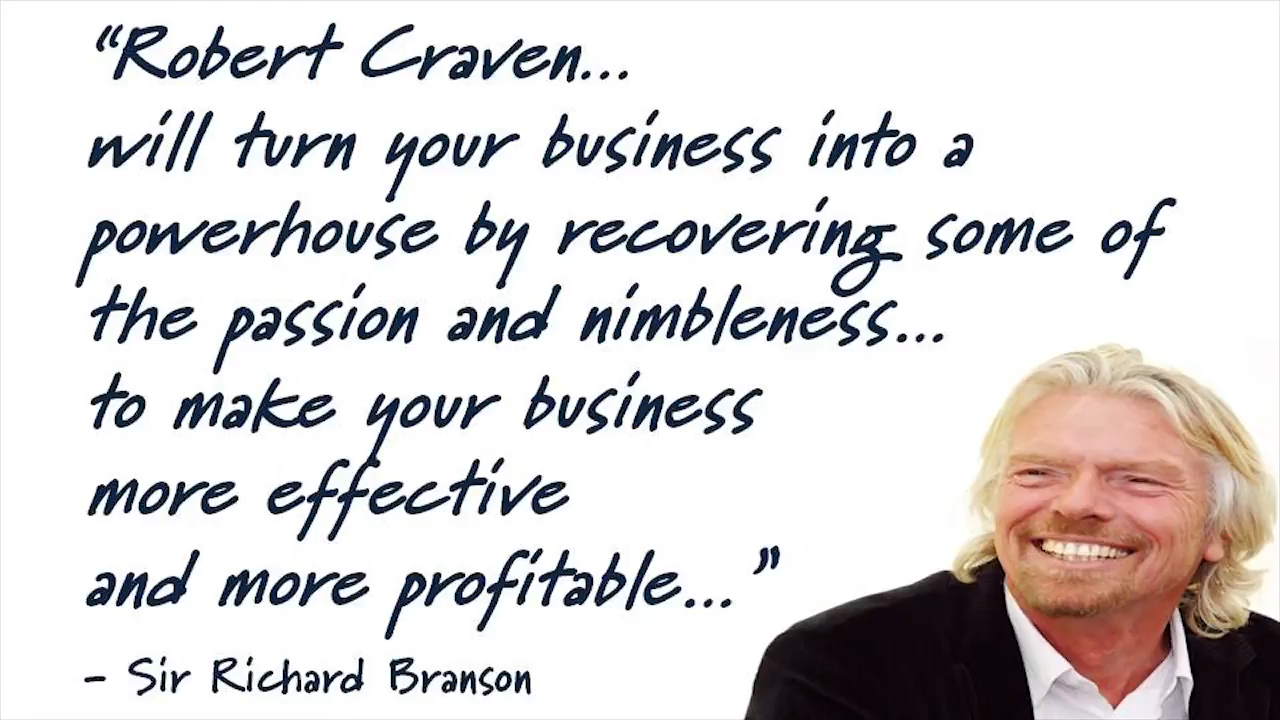 “Robert Craven...
will turn your business into a
powerhouse by recovering some of
the passion and nimbleness...
to make your business
more effective
and more profitable...”
- Sir Richard Branson